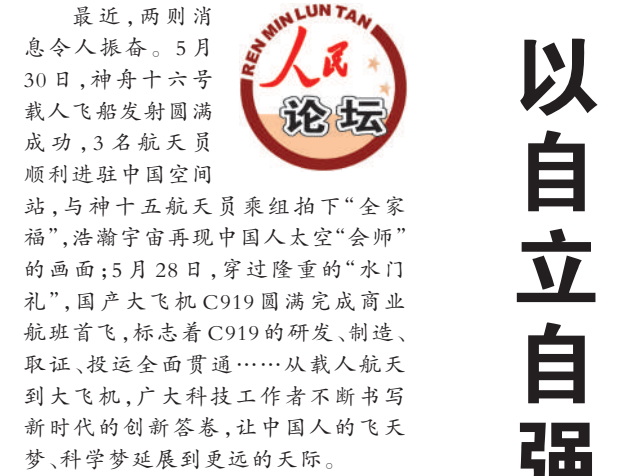 最近，两则消
息令人振奋。5月
30日，神舟十六号
载人飞船发射圆满
成功，3名航天员
顺利进驻中国空间
站，与神十五航天员乘组拍下“全家
福”，浩瀚宇宙再现中国人太空“会师”
的画面；5月28日，穿过隆重的“水门
礼”，国产大飞机C919圆满完成商业
航班首飞，标志着C919的研发、制造、
取证、投运全面贯通……从载人航天
到大飞机，广大科技工作者不断书写
新时代的创新答卷，让中国人的飞天
梦、科学梦延展到更远的天际。
REN MIN LUN TAN
人民
论坛
以自立自强